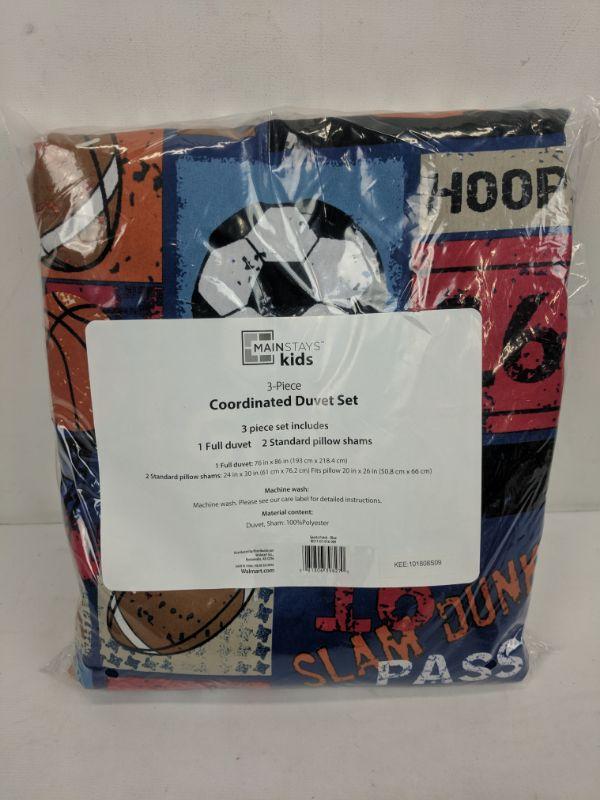 HOOP
26
MAINSTAYS™
kids
3-Piece
Coordinated Duvet Set
3 piece set includes
1 Full duvet 2 Standard pillow shams
1 Full duvet: 76 in x 86 in (193 cm x 218.4 cm)
2 Standard pillow shams: 24 in x 30 in (61 cm x 76.2 cm) Fits pillow 20 in x 26 in (50.8 cm x 66 cm)
Machine wash:
Machine wash. Please see our care label for detailed instructions.
Material content:
Duvet, Sham: 100%Polyester
Walmart.com
KEE:101808S09
SLAM DUNK
PASS